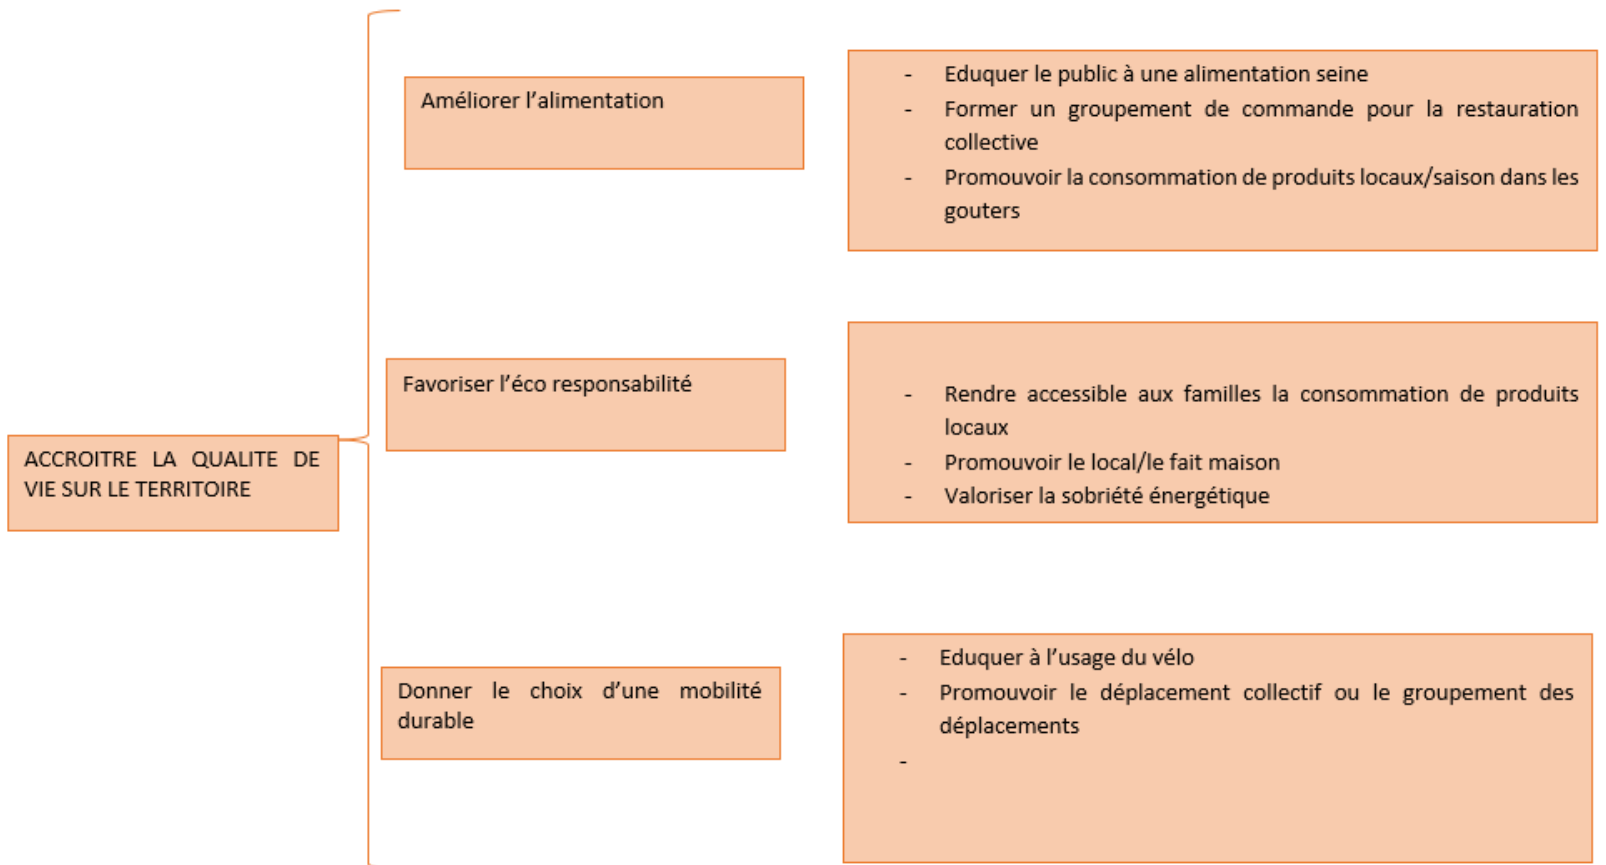 Améliorer l’alimentation
- Eduquer le public à une alimentation seine
- Former un groupement de commande pour la restauration
collective
- Promouvoir la consommation de produits locaux/saison dans les
gouters
Favoriser l’éco responsabilité
- Rendre accessible aux familles la consommation de produits
locaux
- Promouvoir le local/le fait maison
- Valoriser la sobriété énergétique
ACCROITRE LA QUALITE DE
VIE SUR LE TERRITOIRE
Donner le choix d’une mobilité
durable
- Eduquer à l’usage du vélo
- Promouvoir le déplacement collectif ou le groupement des
déplacements
-